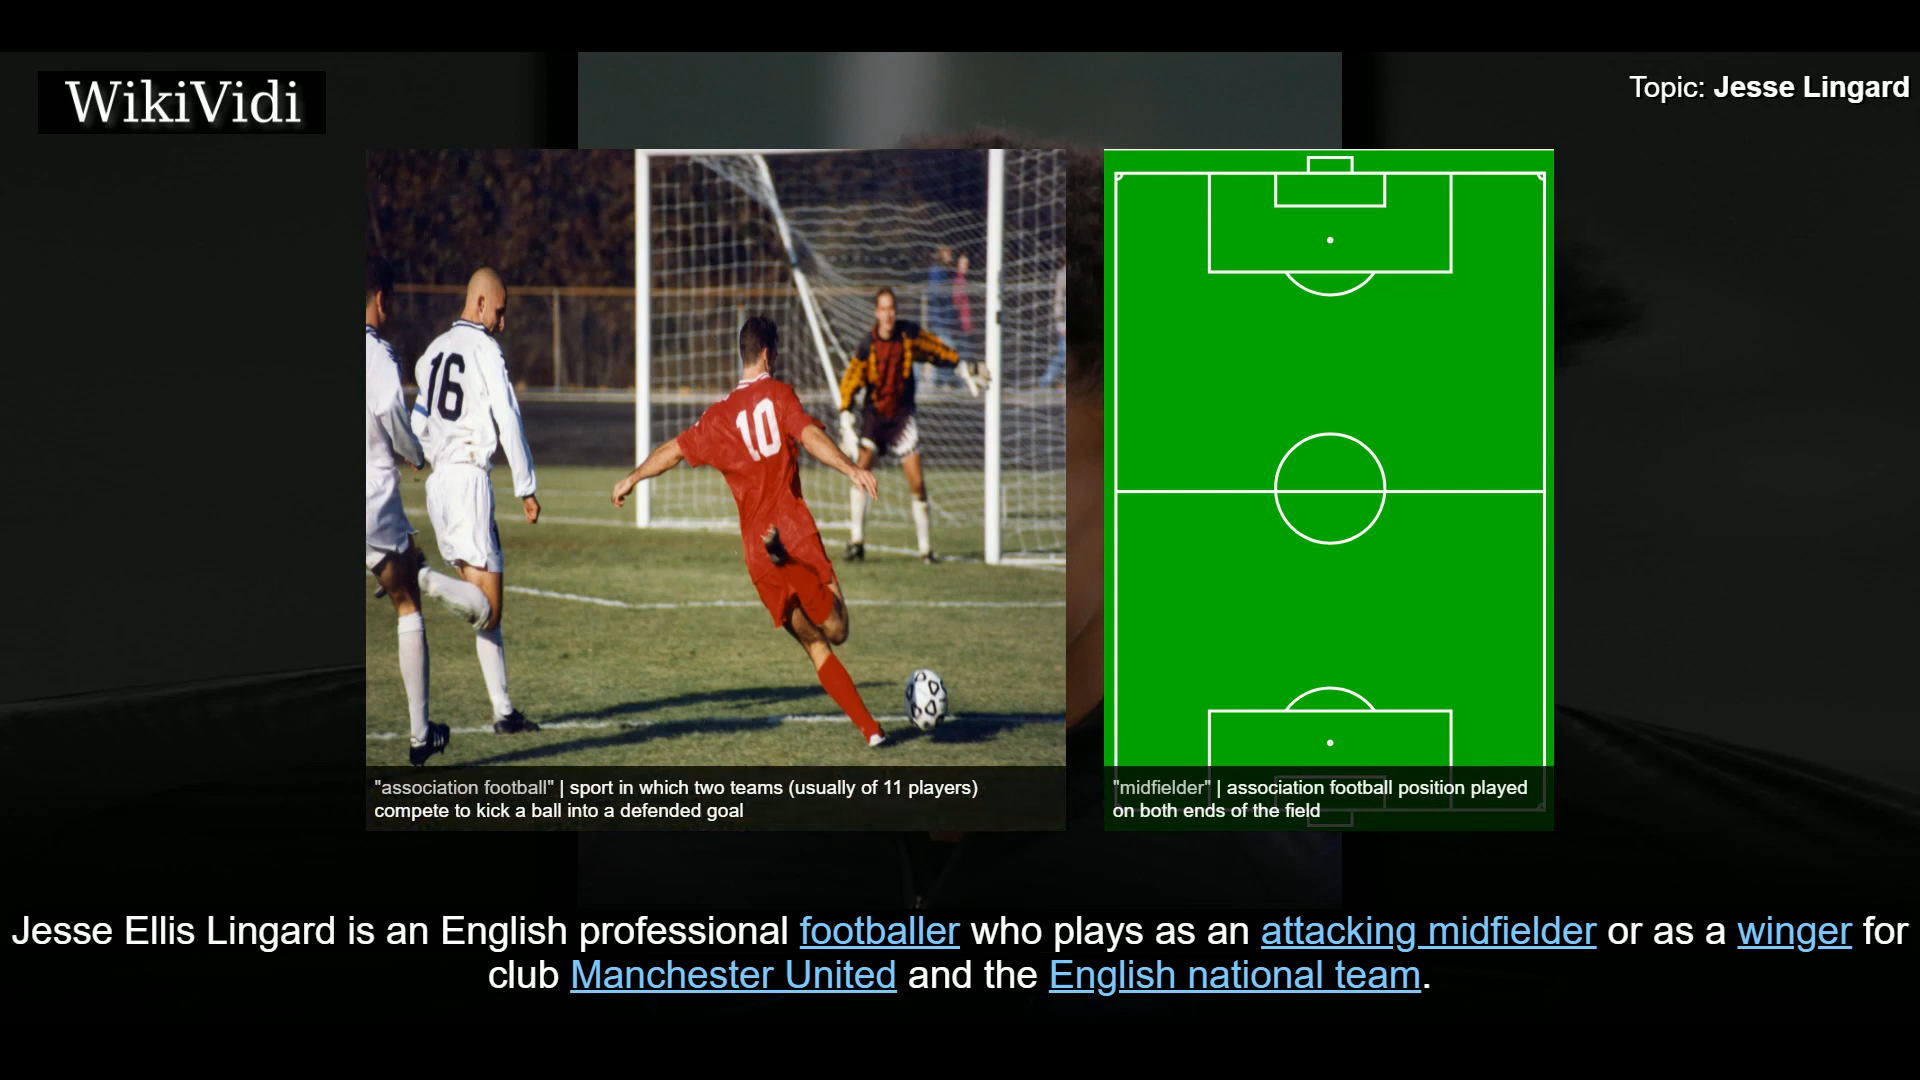 WikiVidi
Topic: Jesse Lingard
16
10
"association football" | sport in which two teams (usually of 11 players)
compete to kick a ball into a defended goal
"midfielder" | association football position played
on both ends of the field
Jesse Ellis Lingard is an English professional footballer who plays as an attacking midfielder or as a winger for
club Manchester United and the English national team.